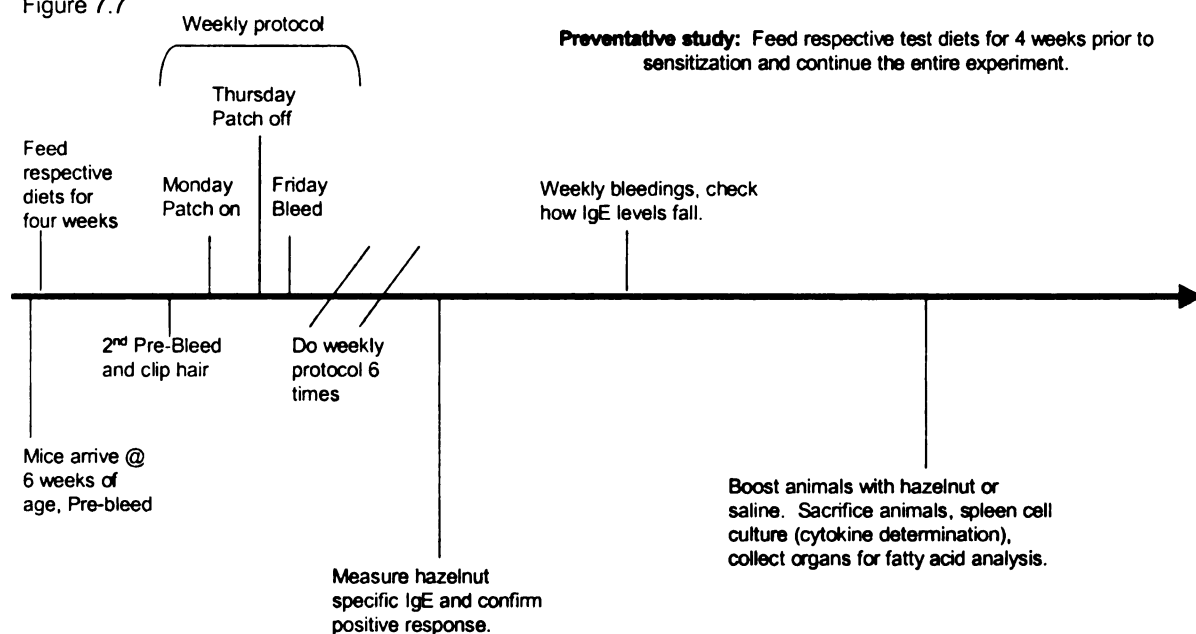 Figure 7.7
Weekly protocol
Preventative study: Feed respective test diets for 4 weeks prior to
sensitization and continue the entire experiment.
Thursday
Patch off
Feed
respective
diets for
four weeks
Monday
Patch on
Friday
Bleed
Weekly bleedings, check
how IgE levels fall.
2nd Pre-Bleed
and clip hair
Do weekly
protocol 6
times
Mice arrive @
6 weeks of
age, Pre-bleed
Boost animals with hazelnut or
saline. Sacrifice animals, spleen cell
culture (cytokine determination),
collect organs for fatty acid analysis.
Measure hazelnut
specific IgE and confirm
positive response.